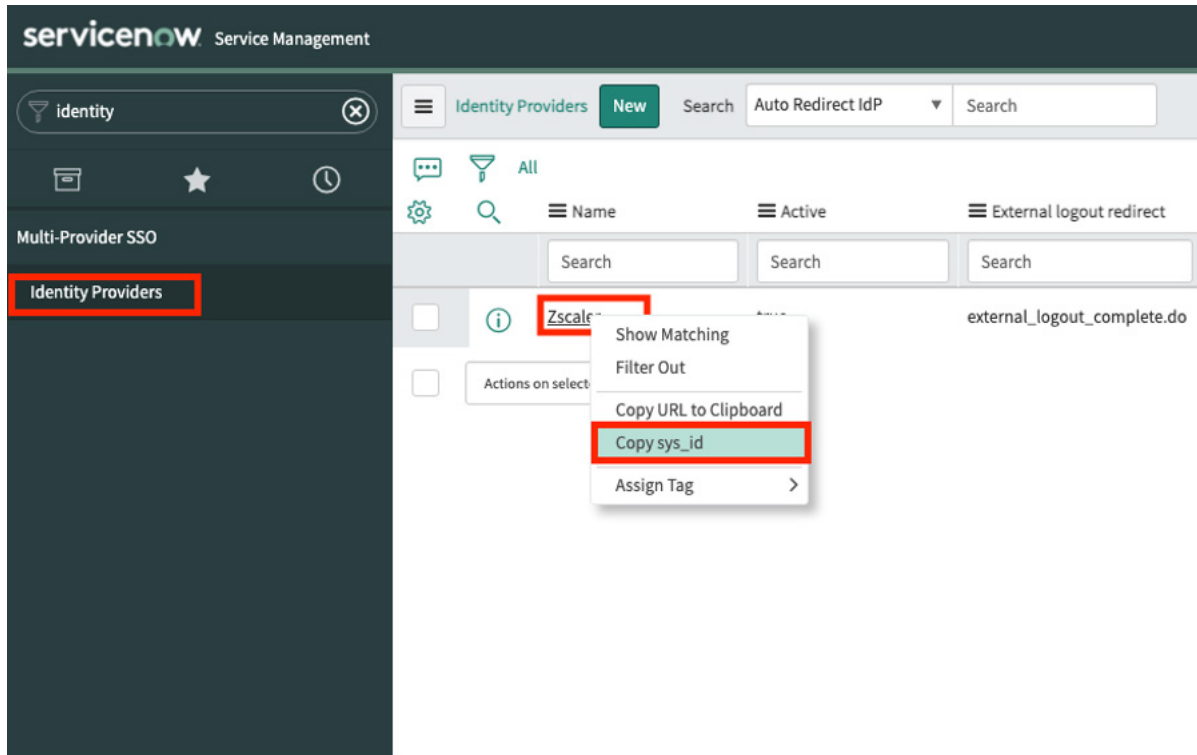 servicenow Service Management
identity
Identity Providers New Search Auto Redirect IdP Search
All
Name Active External logout redirect
Multi-Provider SSO
Search Search Search
Identity Providers
Zscaler external_logout_complete.do
Show Matching
Filter Out
Actions on select
Copy URL to Clipboard
Copy sys_id
Assign Tag